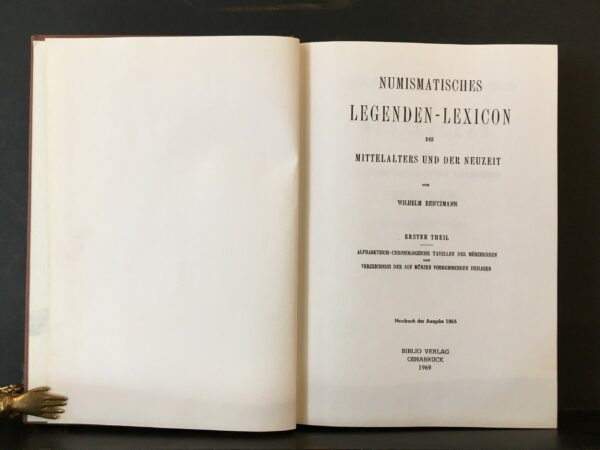 NUMISMATISCHES
LEGENDEN-LEXICON
DES
MITTELALTERS UND DER NEUZEIT
VON
WILHELM RENTZMANN
ERSTER THEIL
ALPHABETISCH-CHRONOLOGISCHE TABELLEN DER MÜNZHERREN
UND
VERZEICHNISS DER AUF MÜNZEN VORKOMMENDEN HEILIGEN
Neudruck der Ausgabe 1865
BIBLIO VERLAG
OSNABRÜCK
1969